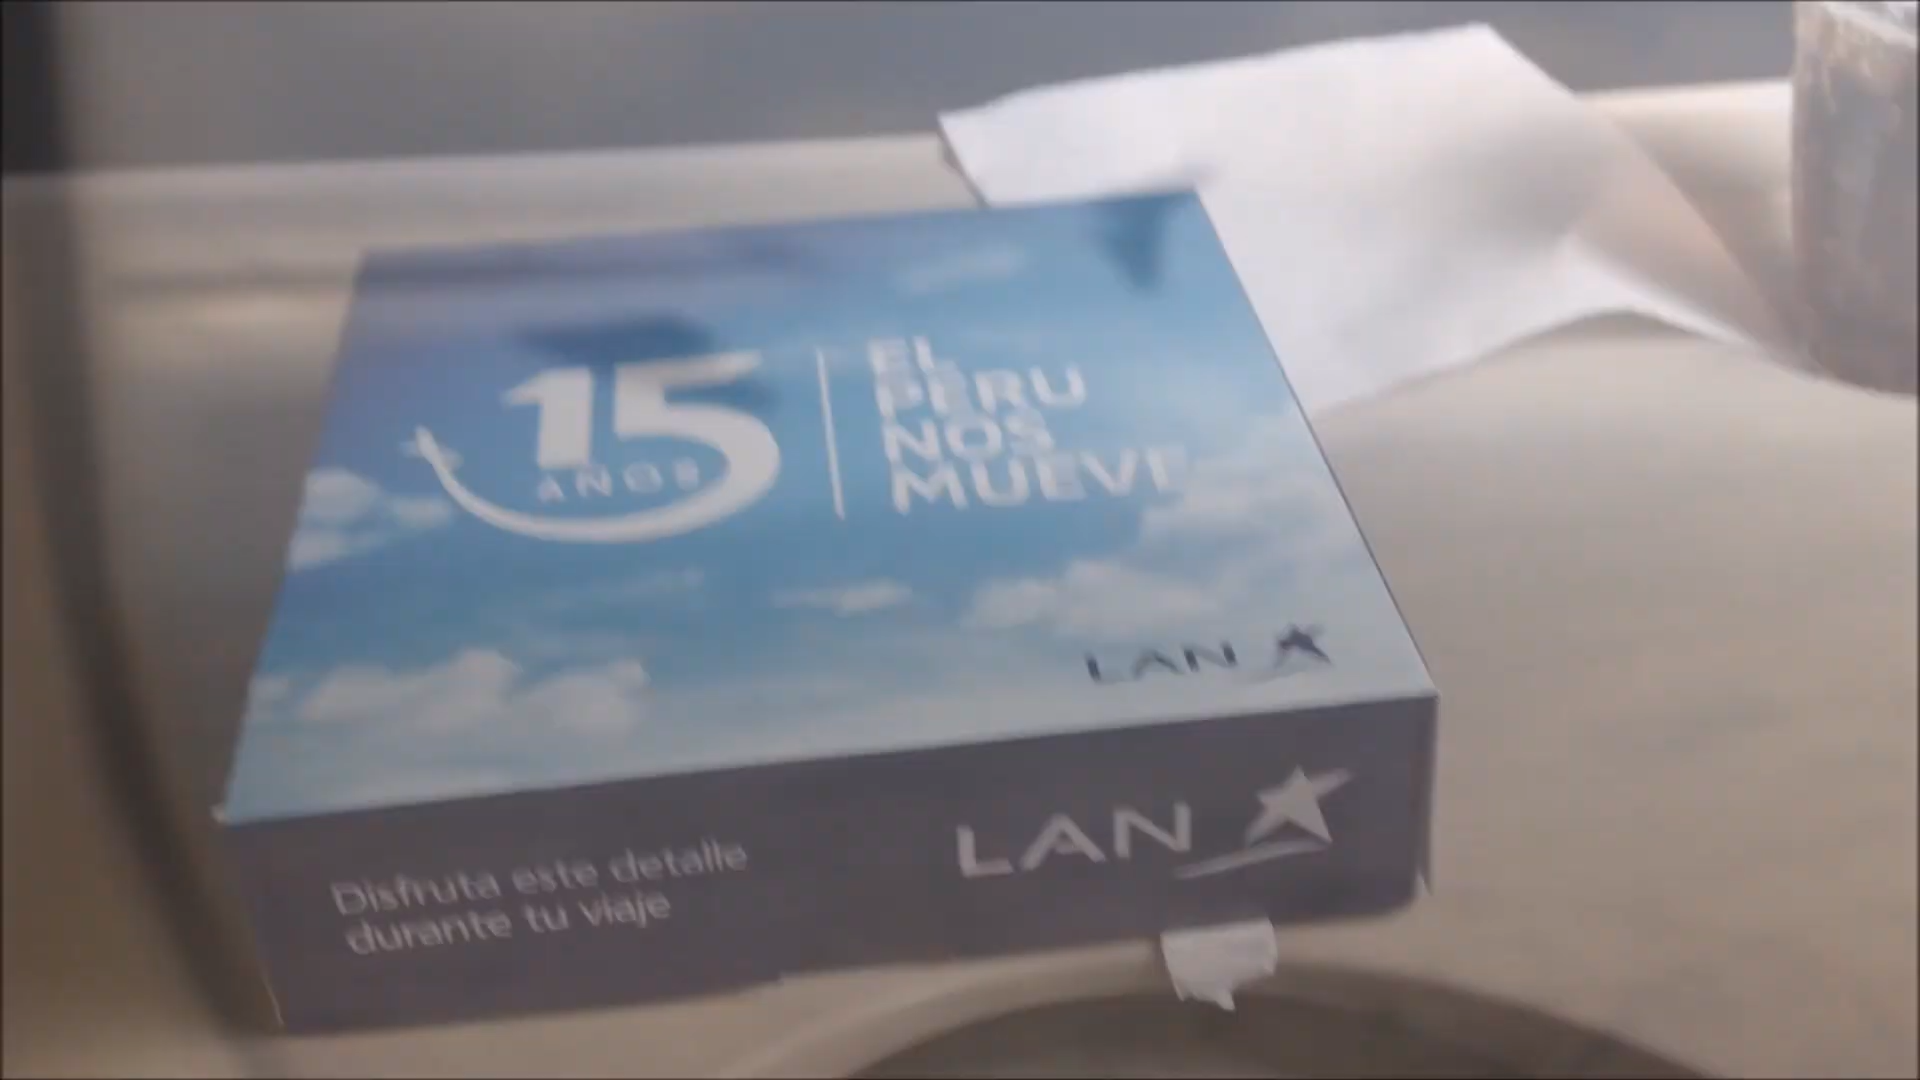 15
AÑOS
EL
PERU
NOS
MUEVE
LAN
Disfruta este detalle
durante tu viaje
LAN